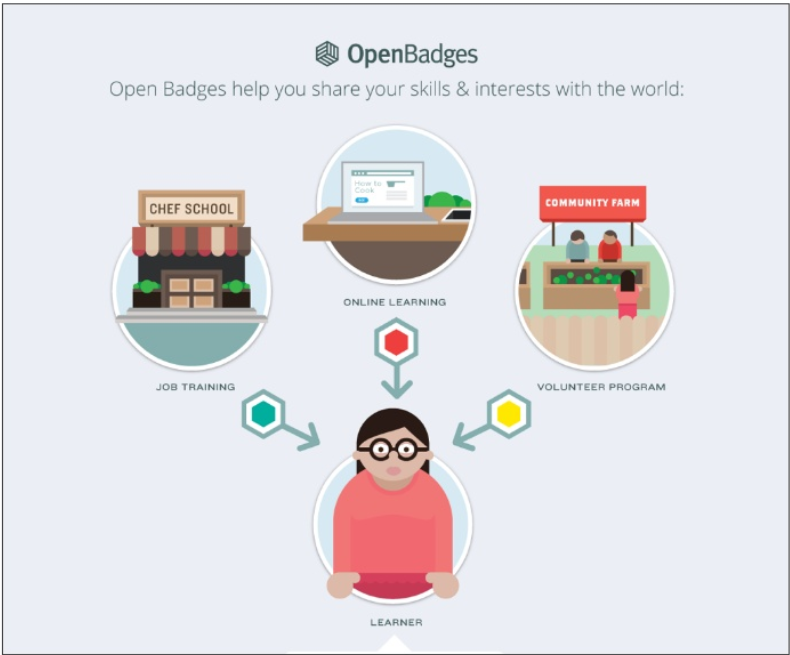 OpenBadges
Open Badges help you share your skills & interests with the world:
CHEF SCHOOL
How to
Cook
COMMUNITY FARM
ONLINE LEARNING
JOB TRAINING
VOLUNTEER PROGRAM
LEARNER